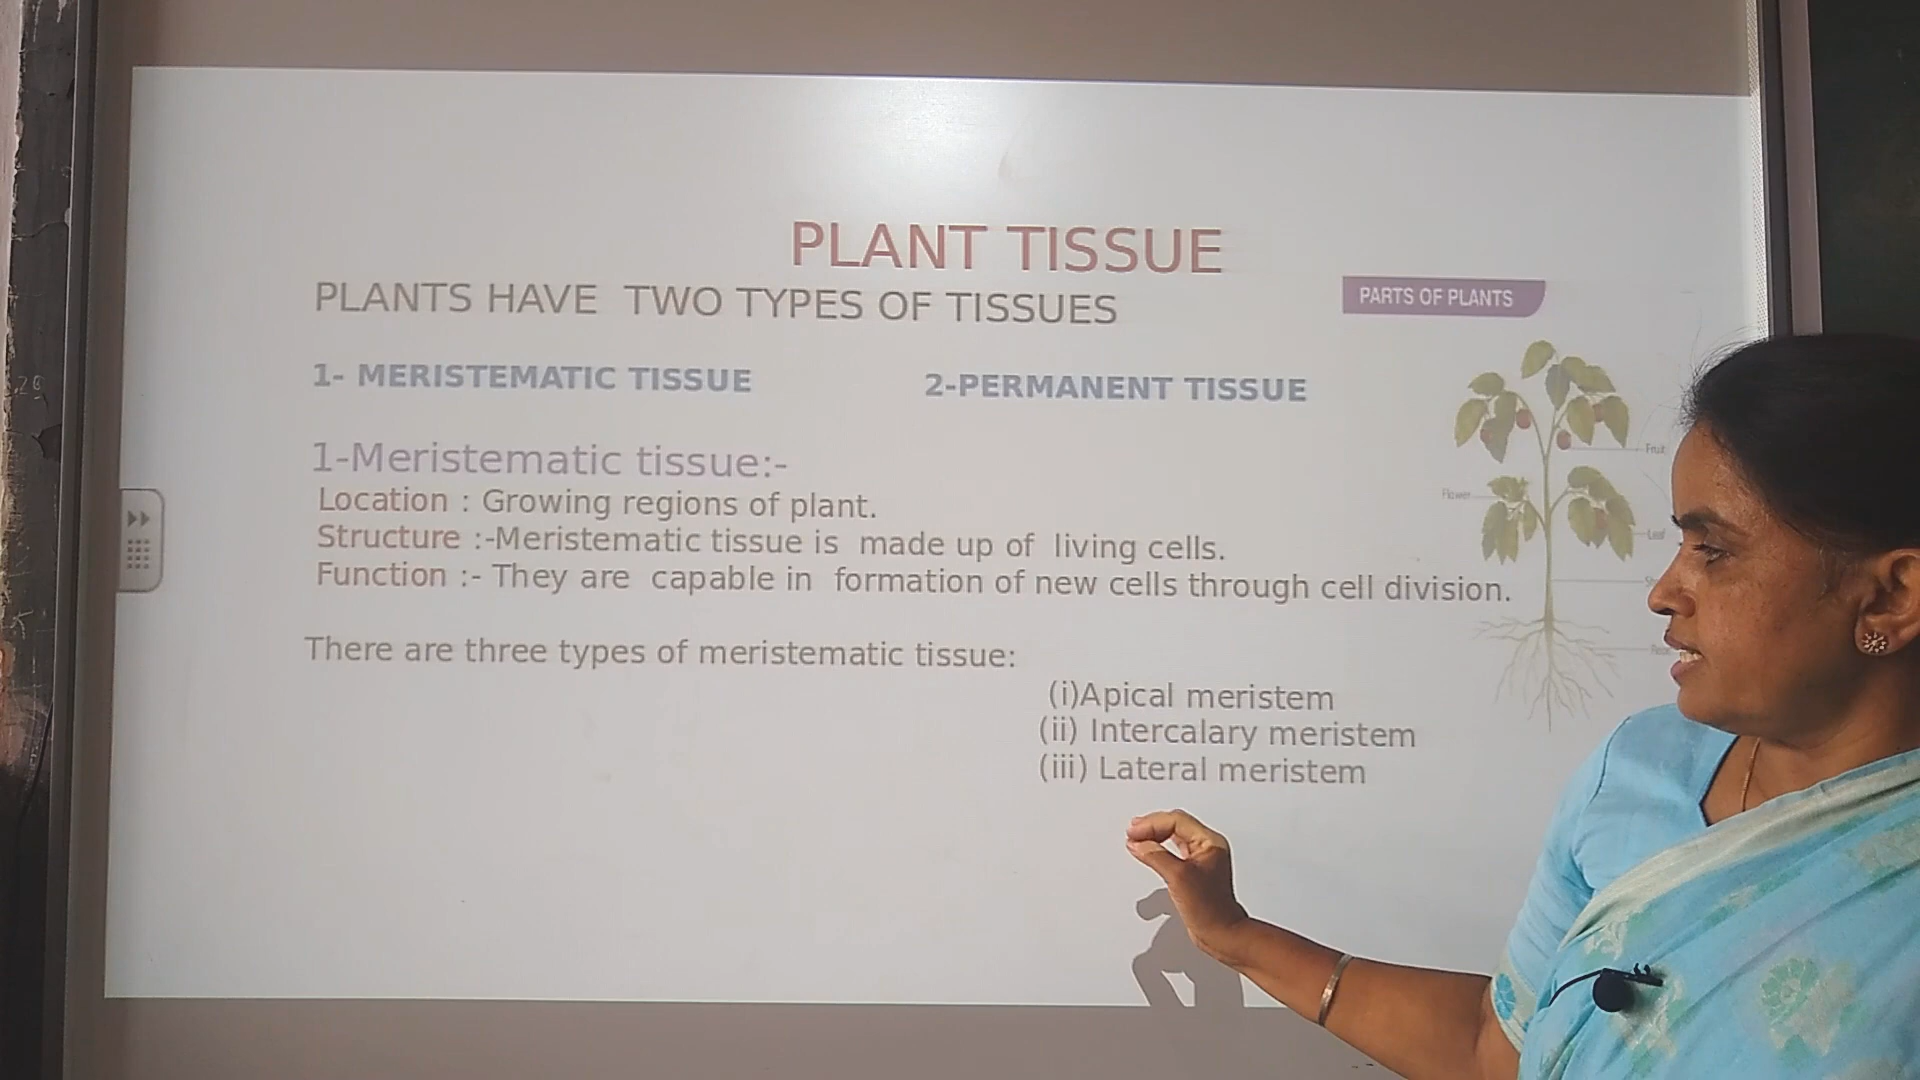 PLANT TISSUE
PLANTS HAVE TWO TYPES OF TISSUES
PARTS OF PLANTS
1- MERISTEMATIC TISSUE
2-PERMANENT TISSUE
Fruit
1-Meristematic tissue:-
Flower
Location : Growing regions of plant.
Leaf
Structure :-Meristematic tissue is made up of living cells.
Function :- They are capable in formation of new cells through cell division.
There are three types of meristematic tissue:
(i)Apical meristem
(ii) Intercalary meristem
(iii) Lateral meristem